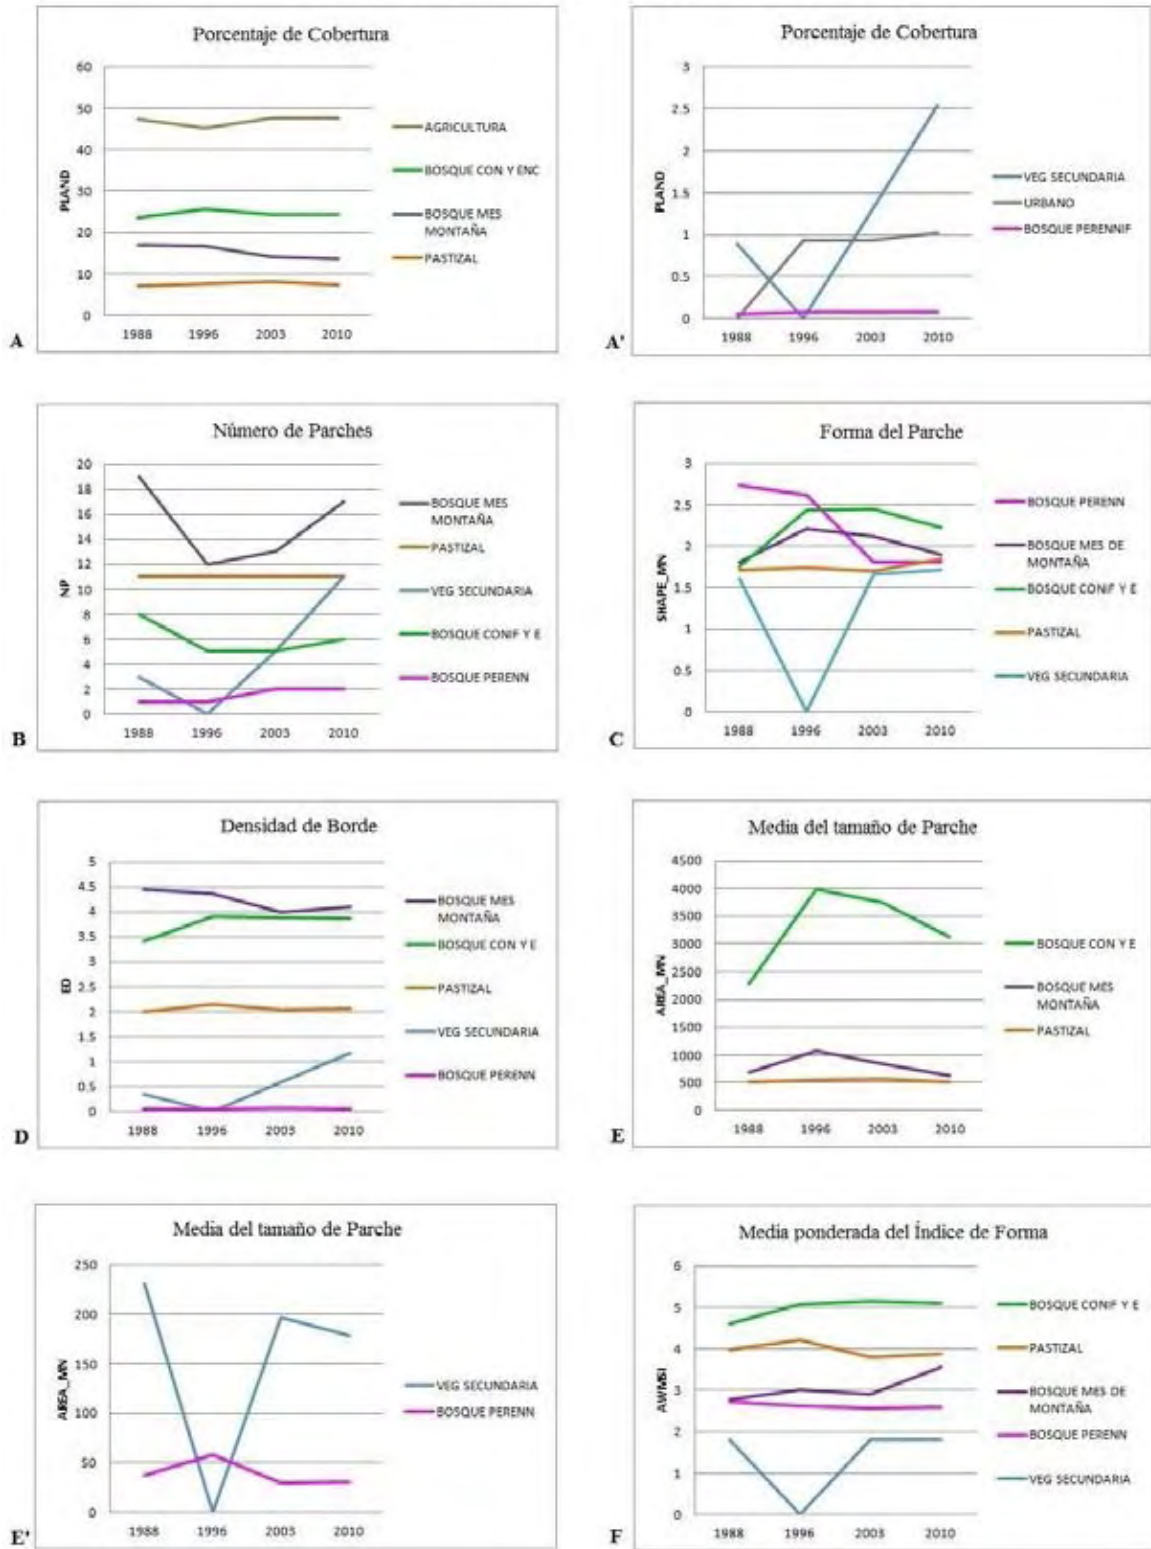 Porcentaje de Cobertura
PLAND
60
50
40
30
20
10
0
1988 1996 2003 2010
AGRICULTURA
BOSQUE CON Y ENC
BOSQUE MES
MONTAÑA
PASTIZAL
A
Porcentaje de Cobertura
PLAND
3
2.5
2
1.5
1
0.5
0
1988 1996 2003 2010
VEG SECUNDARIA
URBANO
BOSQUE PERENNIF
A'
Número de Parches
NP
20
18
16
14
12
10
8
6
4
2
0
1988 1996 2003 2010
BOSQUE MES
MONTAÑA
PASTIZAL
VEG SECUNDARIA
BOSQUE CONIF Y E
BOSQUE PERENN
B
Forma del Parche
SHAPE_MN
3
2.5
2
1.5
1
0.5
0
1988 1996 2003 2010
BOSQUE PERENN
BOSQUE MES DE
MONTAÑA
BOSQUE CONIF Y E
PASTIZAL
VEG SECUNDARIA
C
Densidad de Borde
ED
5
4.5
4
3.5
3
2.5
2
1.5
1
0.5
0
1988 1996 2003 2010
BOSQUE MES
MONTAÑA
BOSQUE CON Y E
PASTIZAL
VEG SECUNDARIA
BOSQUE PERENN
D
Media del tamaño de Parche
AREA_MN
4500
4000
3500
3000
2500
2000
1500
1000
500
0
1988 1996 2003 2010
BOSQUE CON Y E
BOSQUE MES
MONTAÑA
PASTIZAL
E
Media del tamaño de Parche
AREA_MN
250
200
150
100
50
0
1988 1996 2003 2010
VEG SECUNDARIA
BOSQUE PERENN
E'
Media ponderada del Índice de Forma
AWMSI
6
5
4
3
2
1
0
1988 1996 2003 2010
BOSQUE CONIF Y E
PASTIZAL
BOSQUE MES DE
MONTAÑA
BOSQUE PERENN
VEG SECUNDARIA
F